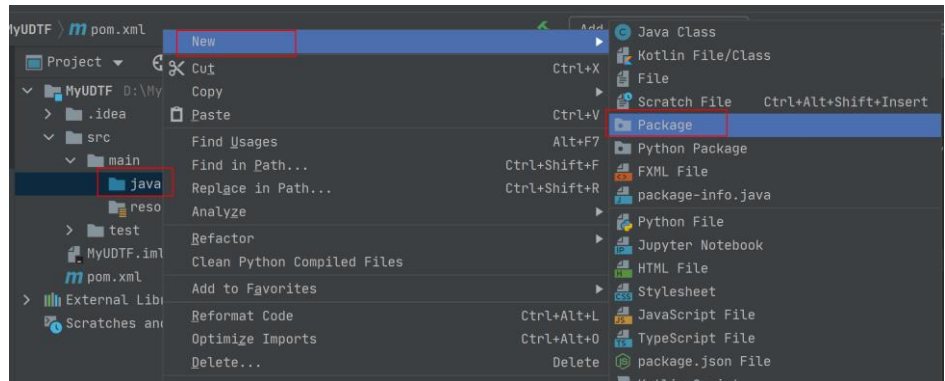 MyUDTF > pom.xml
Add
Project
MyUDTF D:\My
.idea
src
main
java
reso
test
MyUDTF.iml
pom.xml
External Lib
Scratches an
New
Cut Ctrl+X
Copy
Paste Ctrl+V
Find Usages Alt+F7
Find in Path... Ctrl+Shift+F
Replace in Path... Ctrl+Shift+R
Analyze
Refactor
Clean Python Compiled Files
Add to Favorites
Reformat Code Ctrl+Alt+L
Optimize Imports Ctrl+Alt+O
Delete... Delete
Java Class
Kotlin File/Class
File
Scratch File Ctrl+Alt+Shift+Insert
Package
Python Package
FXML File
package-info.java
Python File
Jupyter Notebook
HTML File
Stylesheet
JavaScript File
TypeScript File
package.json File